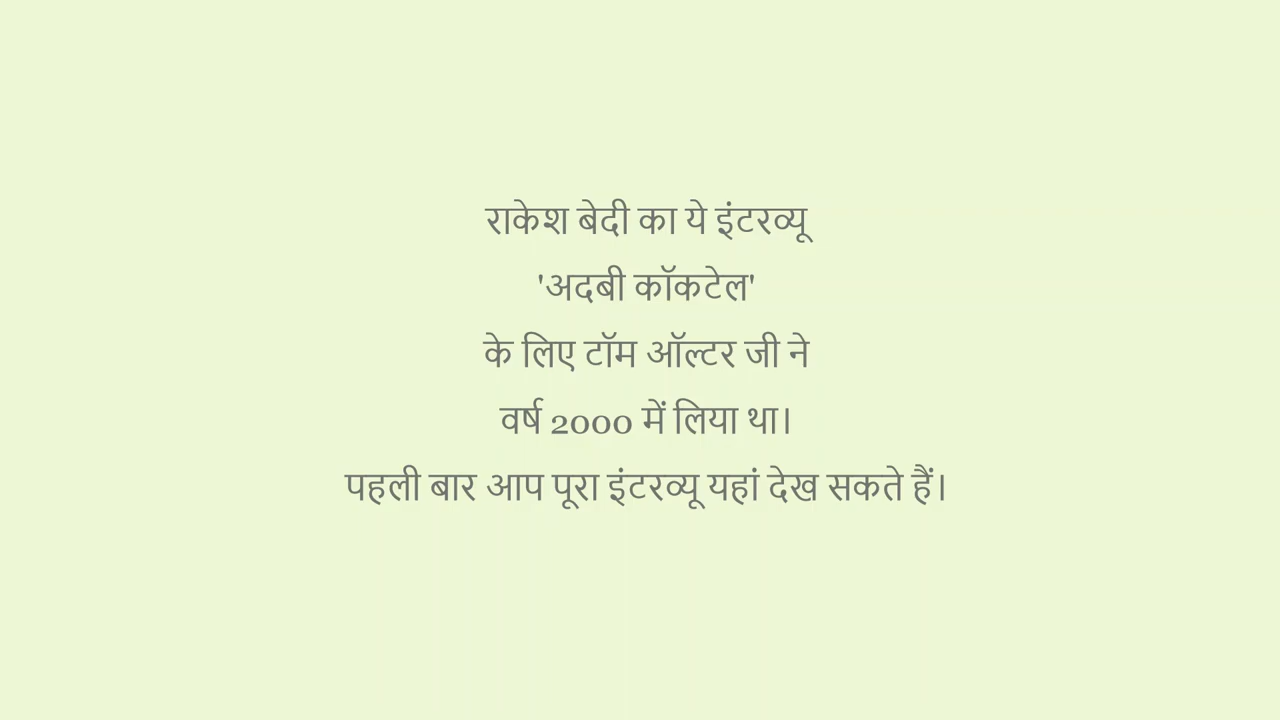 राकेश बेदी का ये इंटरव्यू
'अदबी कॉकटेल'
के लिए टॉम ऑल्टर जी ने
वर्ष 2000 में लिया था।
पहली बार आप पूरा इंटरव्यू यहां देख सकते हैं।